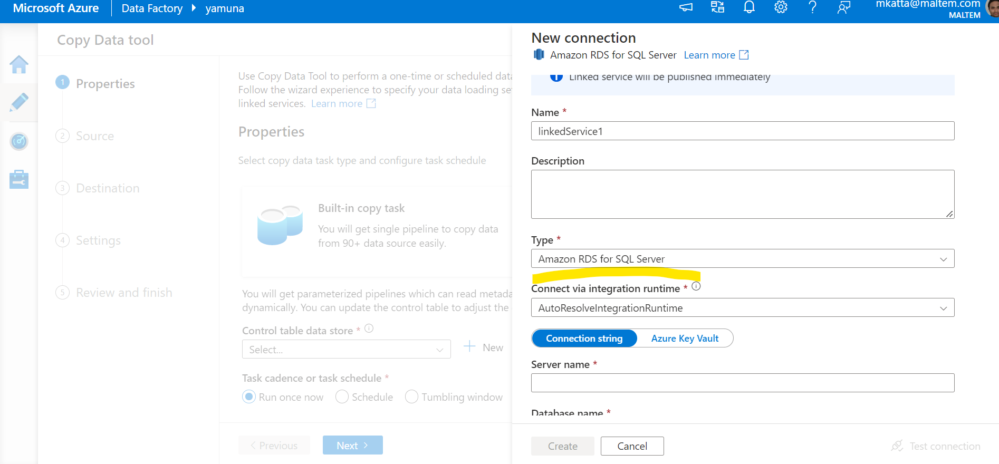 Microsoft Azure
Data Factory
yamuna
mkatta@maltem.com
MALTEM
Copy Data tool
1
Properties
2
Source
3
Destination
4
Settings
5
Review and finish
Use Copy Data Tool to perform a one-time or scheduled data
Follow the wizard experience to specify your data loading se
linked services. Learn more
Properties
Select copy data task type and configure task schedule
Built-in copy task
You will get single pipeline to copy data
from 90+ data source easily.
You will get parameterized pipelines which can read metada
dynamically. You can update the control table to adjust the
Control table data store *
Select...
New
Task cadence or task schedule *
Run once now
Schedule
Tumbling window
Previous
Next
New connection
Amazon RDS for SQL Server Learn more
Linked service will be published immediately
Name *
linkedService1
Description
Type *
Amazon RDS for SQL Server
Connect via integration runtime *
AutoResolveIntegrationRuntime
Connection string
Azure Key Vault
Server name *
Database name *
Create
Cancel
Test connection